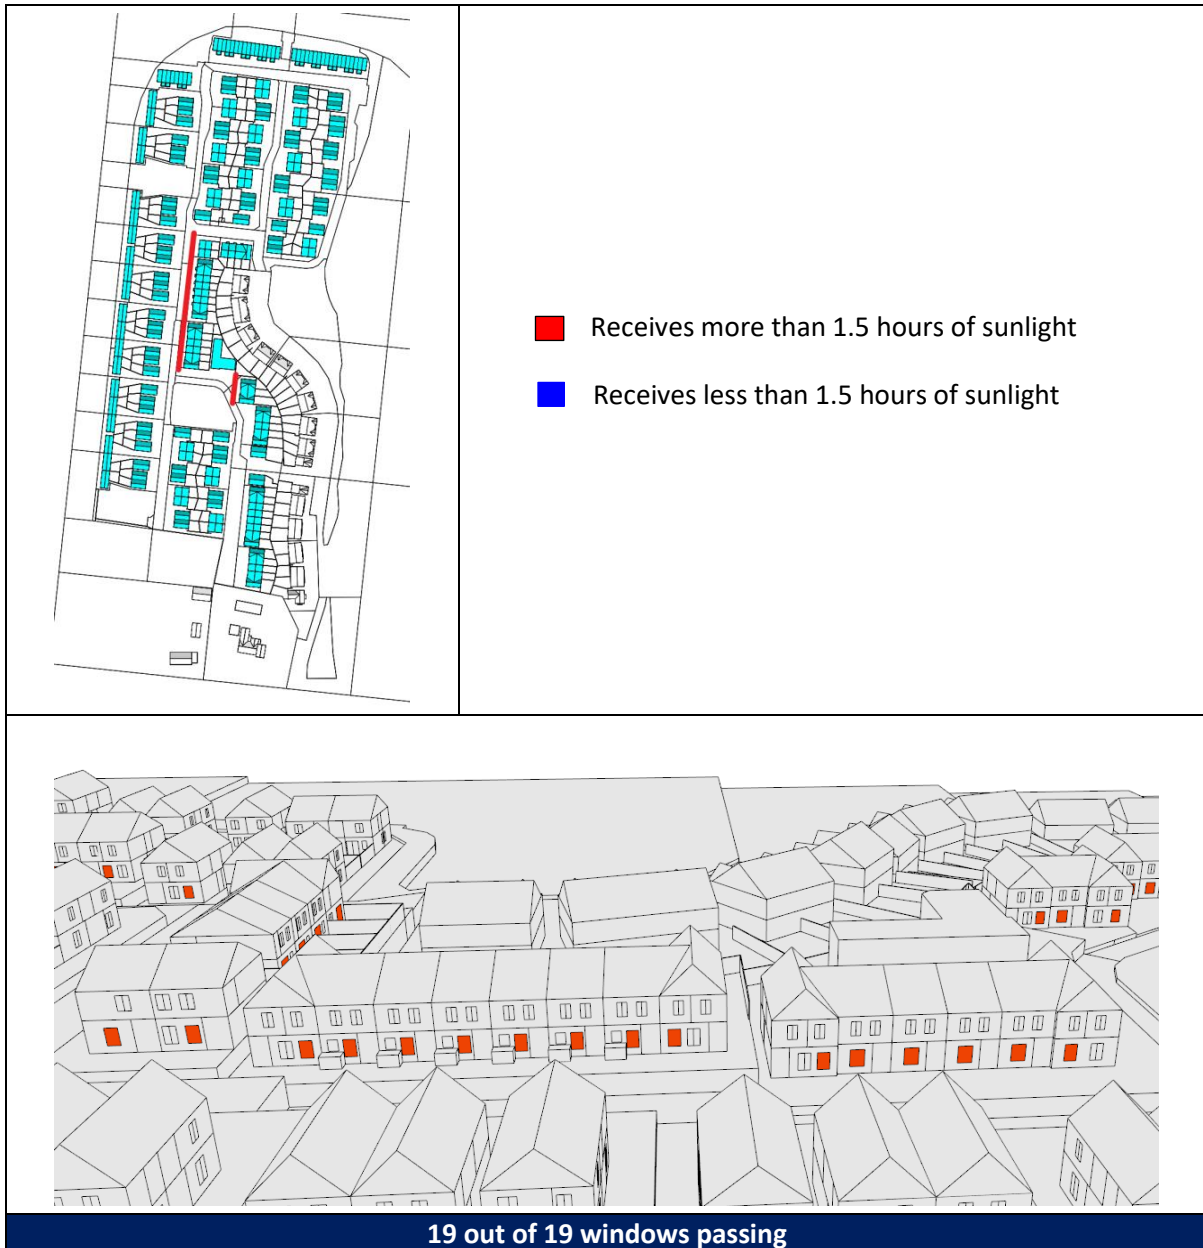 Receives more than 1.5 hours of sunlight
Receives less than 1.5 hours of sunlight
19 out of 19 windows passing